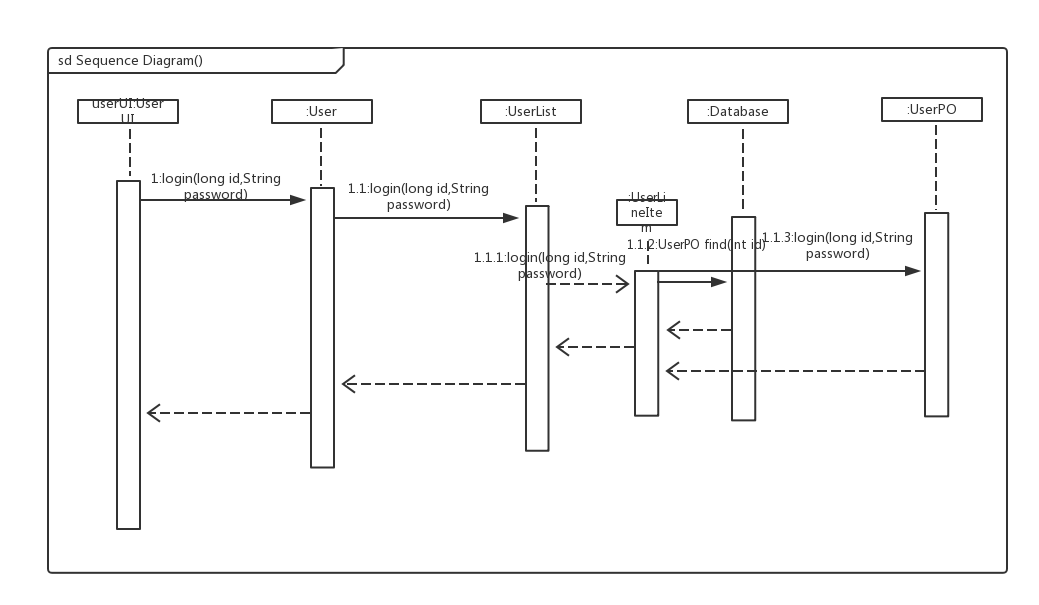 sd Sequence Diagram()
userUI:User
UI
:User
:UserList
:Database
:UserPO
1:login(long id,String
password)
1.1:login(long id,String
password)
:UserLi
neIte
m
1.1.1:login(long id,String
password)
1.1.2:UserPO find(int id)
1.1.3:login(long id,String
password)